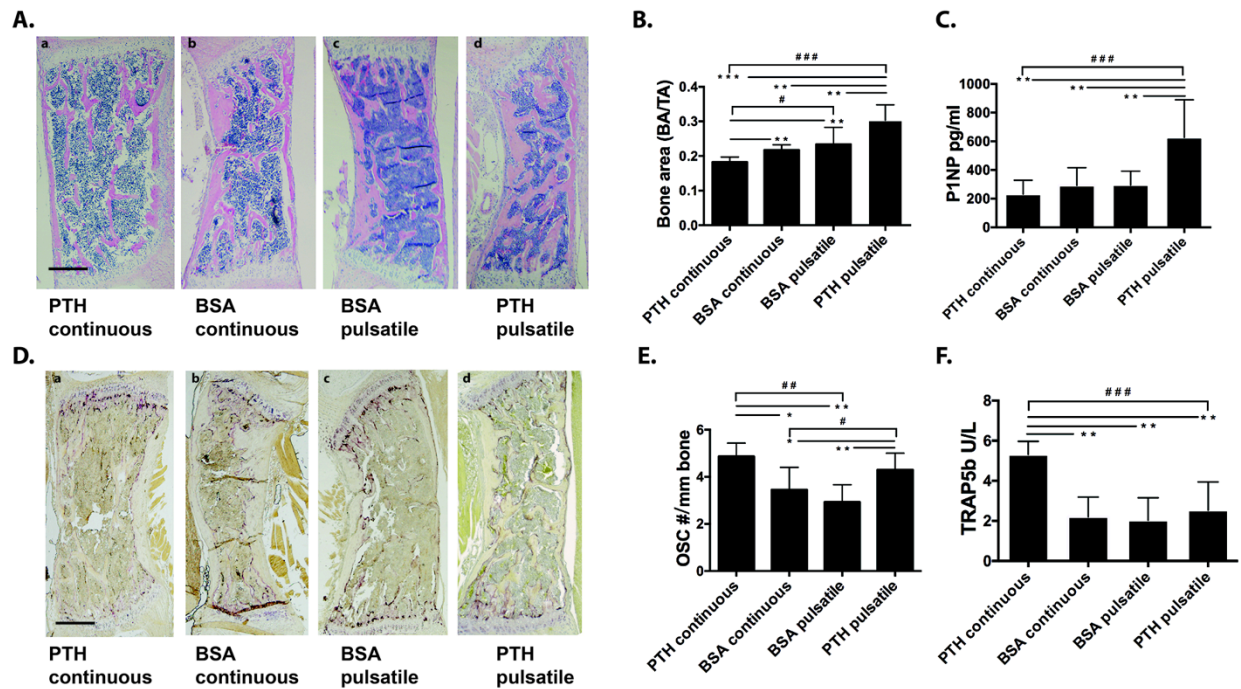 A.
a
b
c
d
PTH
continuous
BSA
continuous
BSA
pulsatile
PTH
pulsatile
B.
Bone area (BA/TA)
0.4
0.3
0.2
0.1
0.0
###
***
**
**
#
**
**
PTH continuous
BSA continuous
BSA pulsatile
PTH pulsatile
C.
P1NP pg/ml
1000
800
600
400
200
0
###
**
**
**
PTH continuous
BSA continuous
BSA pulsatile
PTH pulsatile
D.
a
b
c
d
PTH
continuous
BSA
continuous
BSA
pulsatile
PTH
pulsatile
E.
OSC #/mm bone
6
4
2
0
##
**
*
#
*
**
PTH continuous
BSA continuous
BSA pulsatile
PTH pulsatile
F.
TRAP5b U/L
8
6
4
2
0
###
**
**
**
PTH continuous
BSA continuous
BSA pulsatile
PTH pulsatile